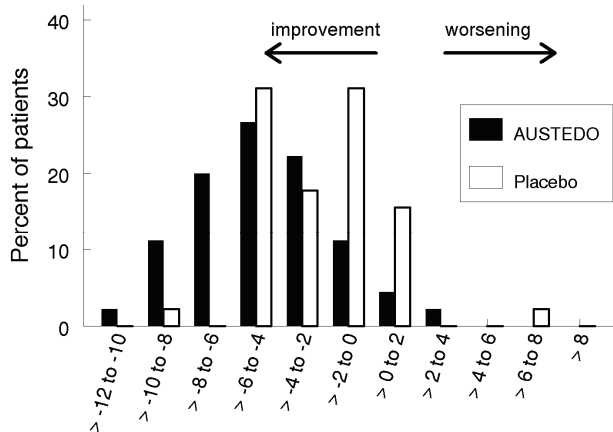 improvement
worsening
Percent of patients
40
30
20
10
0
AUSTEDO
Placebo
> -12 to -10
> -10 to -8
> -8 to -6
> -6 to -4
> -4 to -2
> -2 to 0
> 0 to 2
> 2 to 4
> 4 to 6
> 6 to 8
> 8